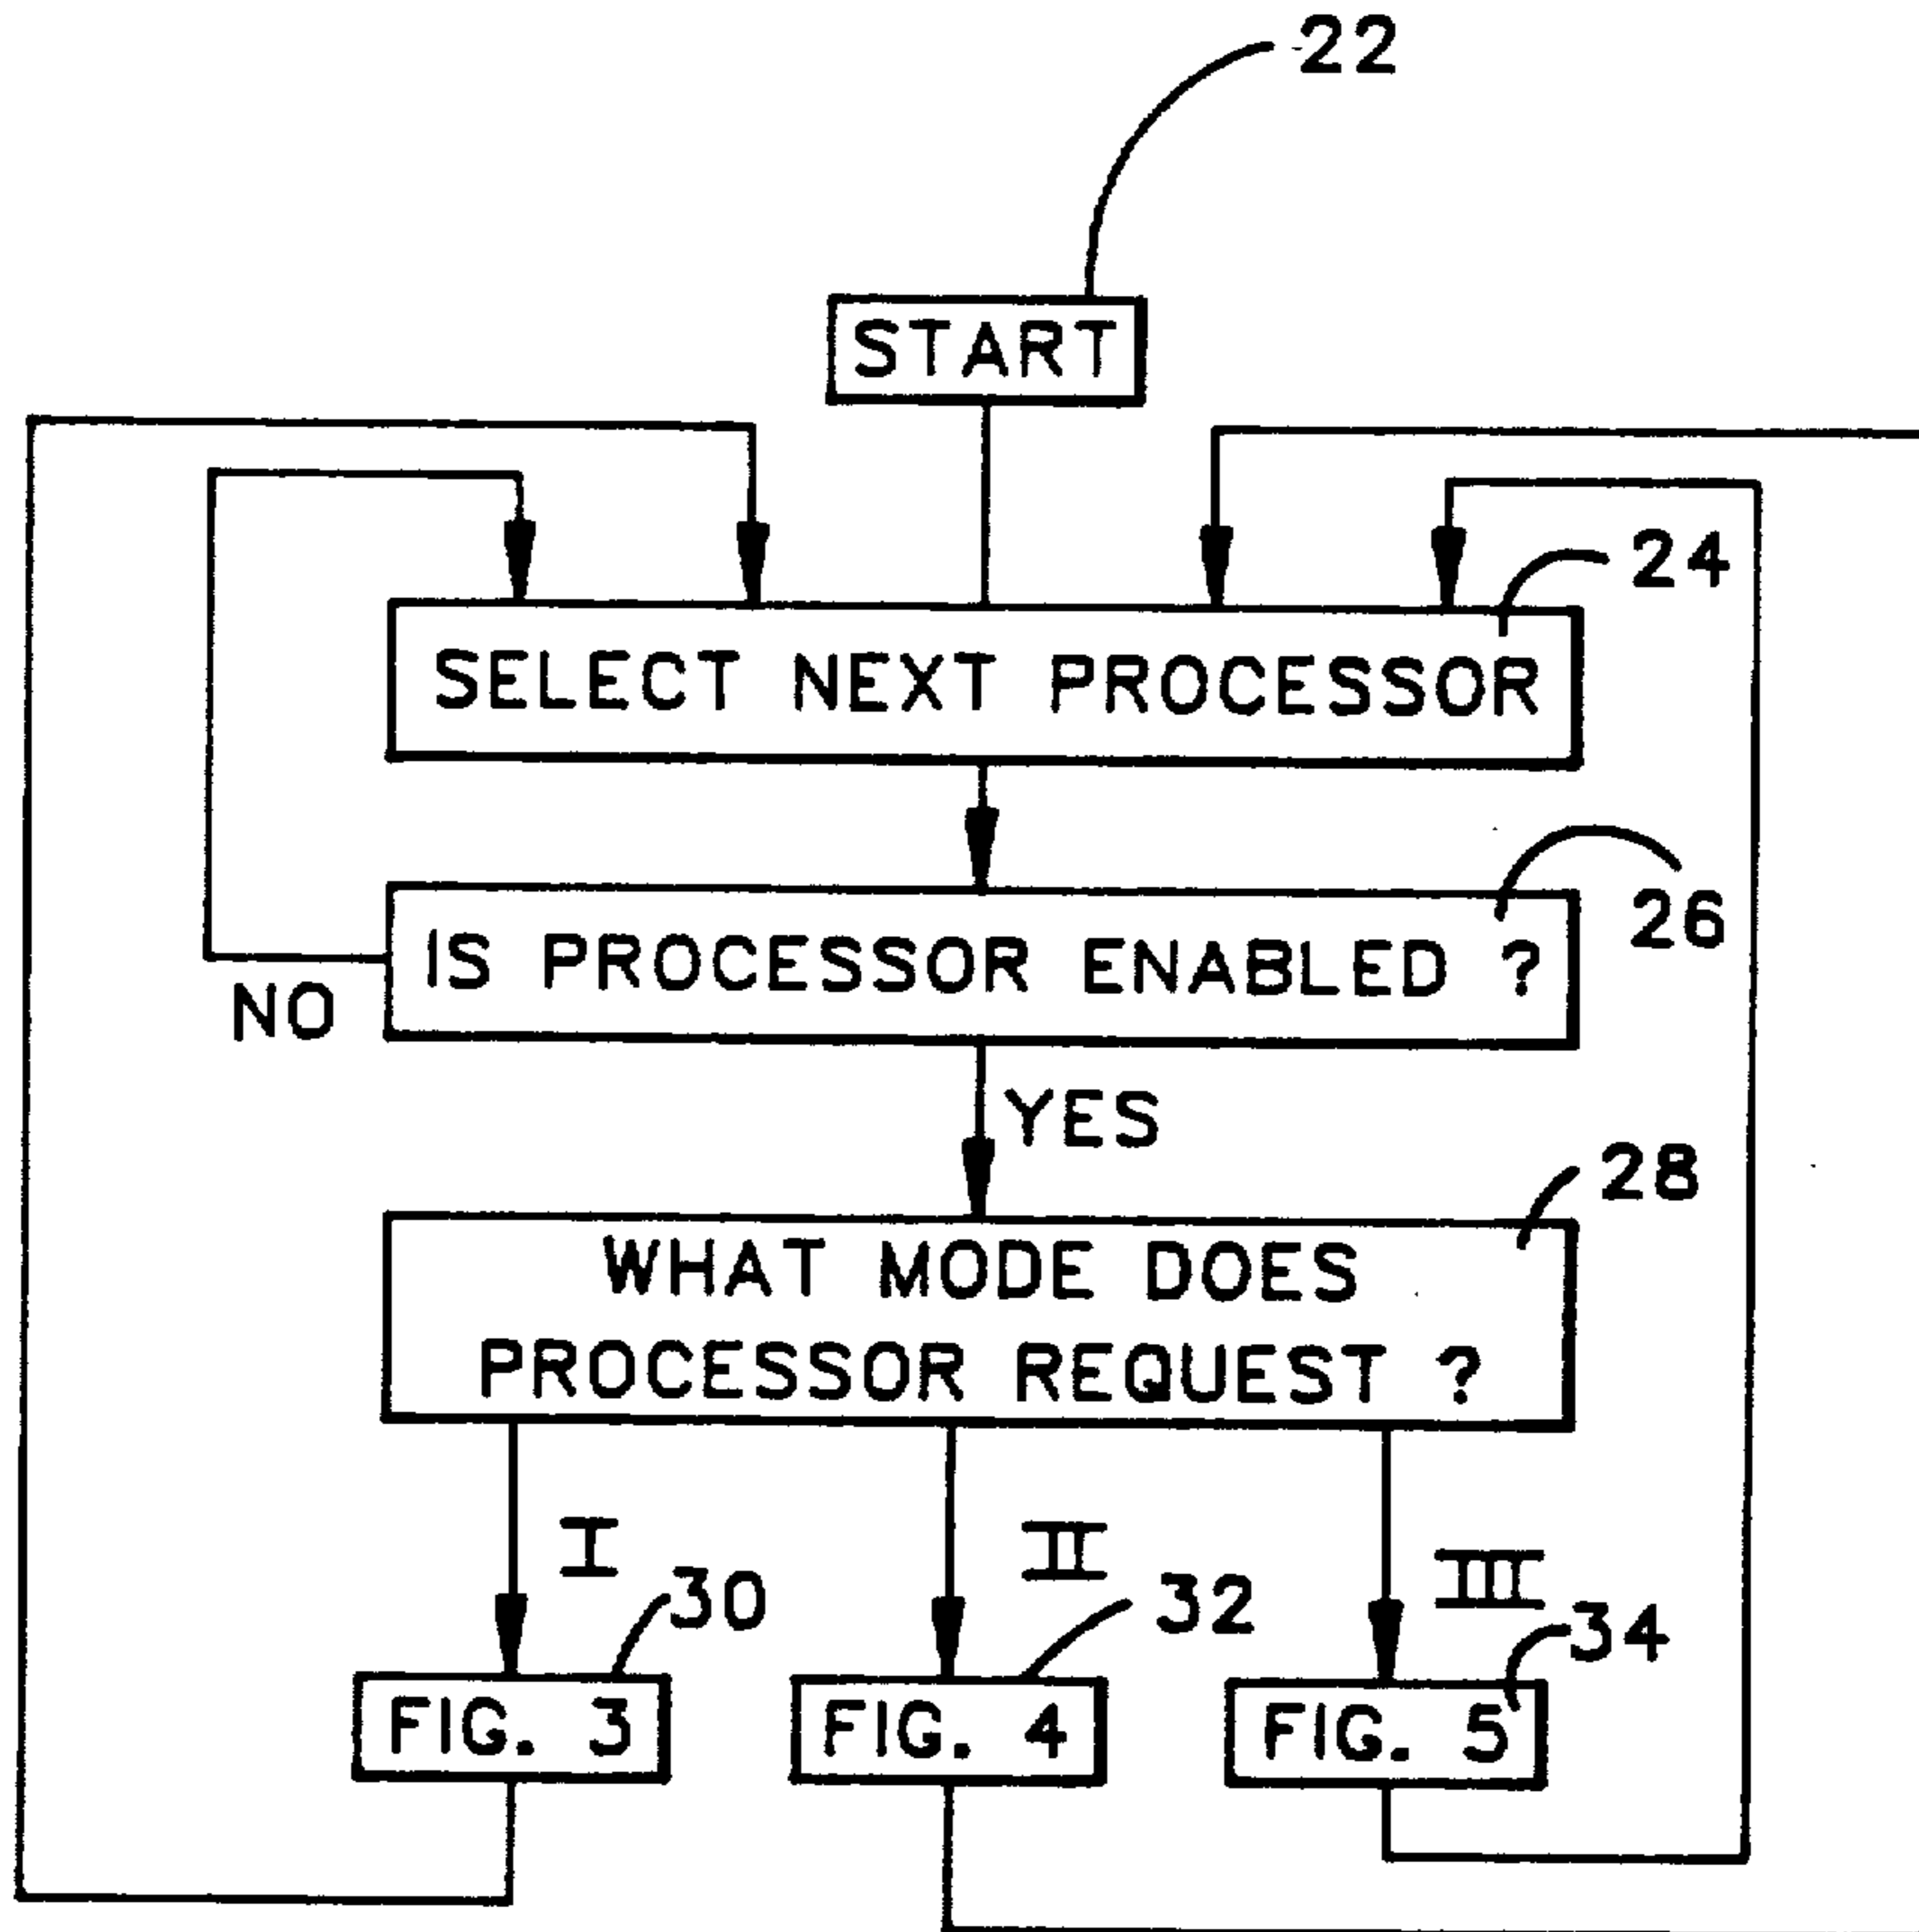 22
START
24
SELECT NEXT PROCESSOR
26
IS PROCESSOR ENABLED ?
NO
YES
28
WHAT MODE DOES
PROCESSOR REQUEST ?
I
II
III
30
32
34
FIG. 3
FIG. 4
FIG. 5